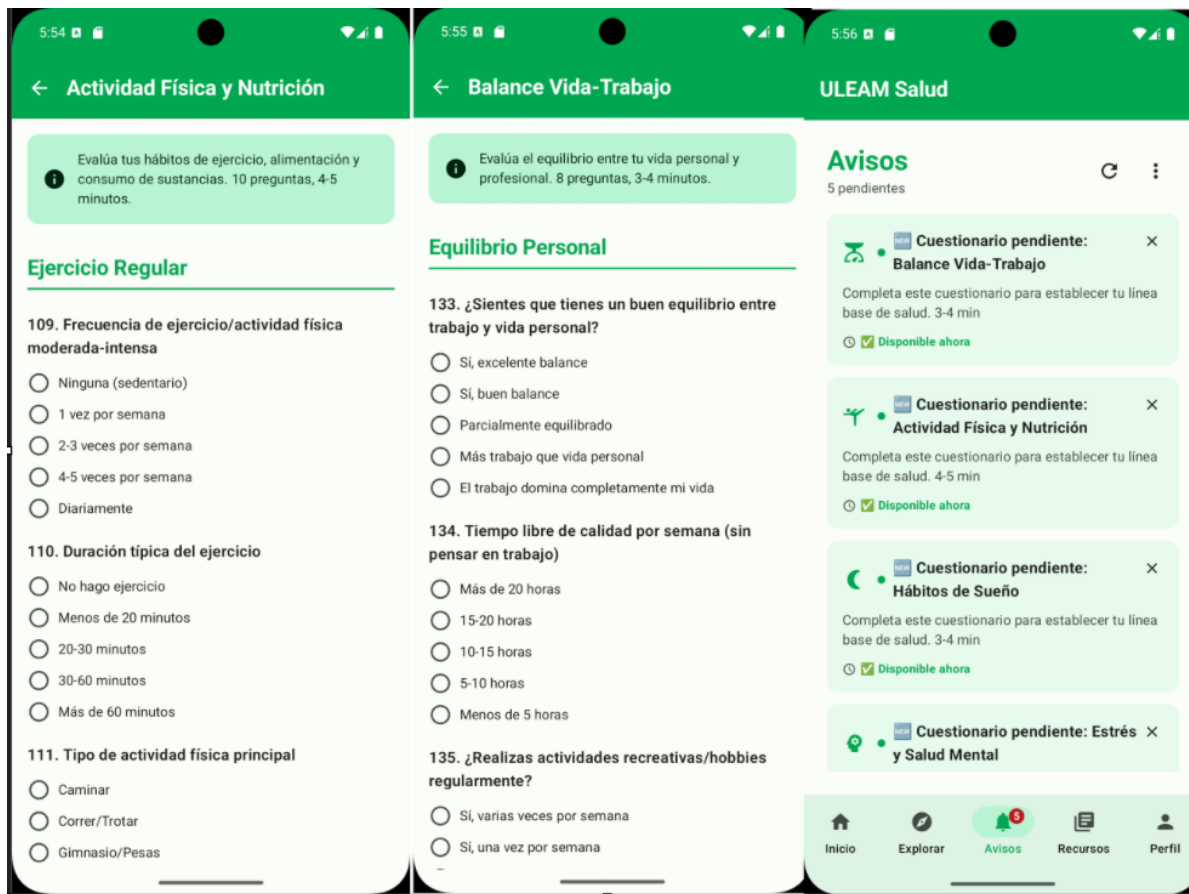 5:54
Actividad Física y Nutrición
Evalúa tus hábitos de ejercicio, alimentación y
consumo de sustancias. 10 preguntas, 4-5
minutos.
Ejercicio Regular
109. Frecuencia de ejercicio/actividad física
moderada-intensa
Ninguna (sedentario)
1 vez por semana
2-3 veces por semana
4-5 veces por semana
Diariamente
110. Duración típica del ejercicio
No hago ejercicio
Menos de 20 minutos
20-30 minutos
30-60 minutos
Más de 60 minutos
111. Tipo de actividad física principal
Caminar
Correr/Trotar
Gimnasio/Pesas
5:55
Balance Vida-Trabajo
Evalúa el equilibrio entre tu vida personal y
profesional. 8 preguntas, 3-4 minutos.
Equilibrio Personal
133. ¿Sientes que tienes un buen equilibrio entre
trabajo y vida personal?
Sí, excelente balance
Sí, buen balance
Parcialmente equilibrado
Más trabajo que vida personal
El trabajo domina completamente mi vida
134. Tiempo libre de calidad por semana (sin
pensar en trabajo)
Más de 20 horas
15-20 horas
10-15 horas
5-10 horas
Menos de 5 horas
135. ¿Realizas actividades recreativas/hobbies
regularmente?
Sí, varias veces por semana
Sí, una vez por semana
5:56
ULEAM Salud
Avisos
5 pendientes
NEW Cuestionario pendiente:
Balance Vida-Trabajo
Completa este cuestionario para establecer tu línea
base de salud. 3-4 min
Disponible ahora
NEW Cuestionario pendiente:
Actividad Física y Nutrición
Completa este cuestionario para establecer tu línea
base de salud. 4-5 min
Disponible ahora
NEW Cuestionario pendiente:
Hábitos de Sueño
Completa este cuestionario para establecer tu línea
base de salud. 3-4 min
Disponible ahora
NEW Cuestionario pendiente: Estrés
y Salud Mental
5
Inicio Explorar Avisos Recursos Perfil